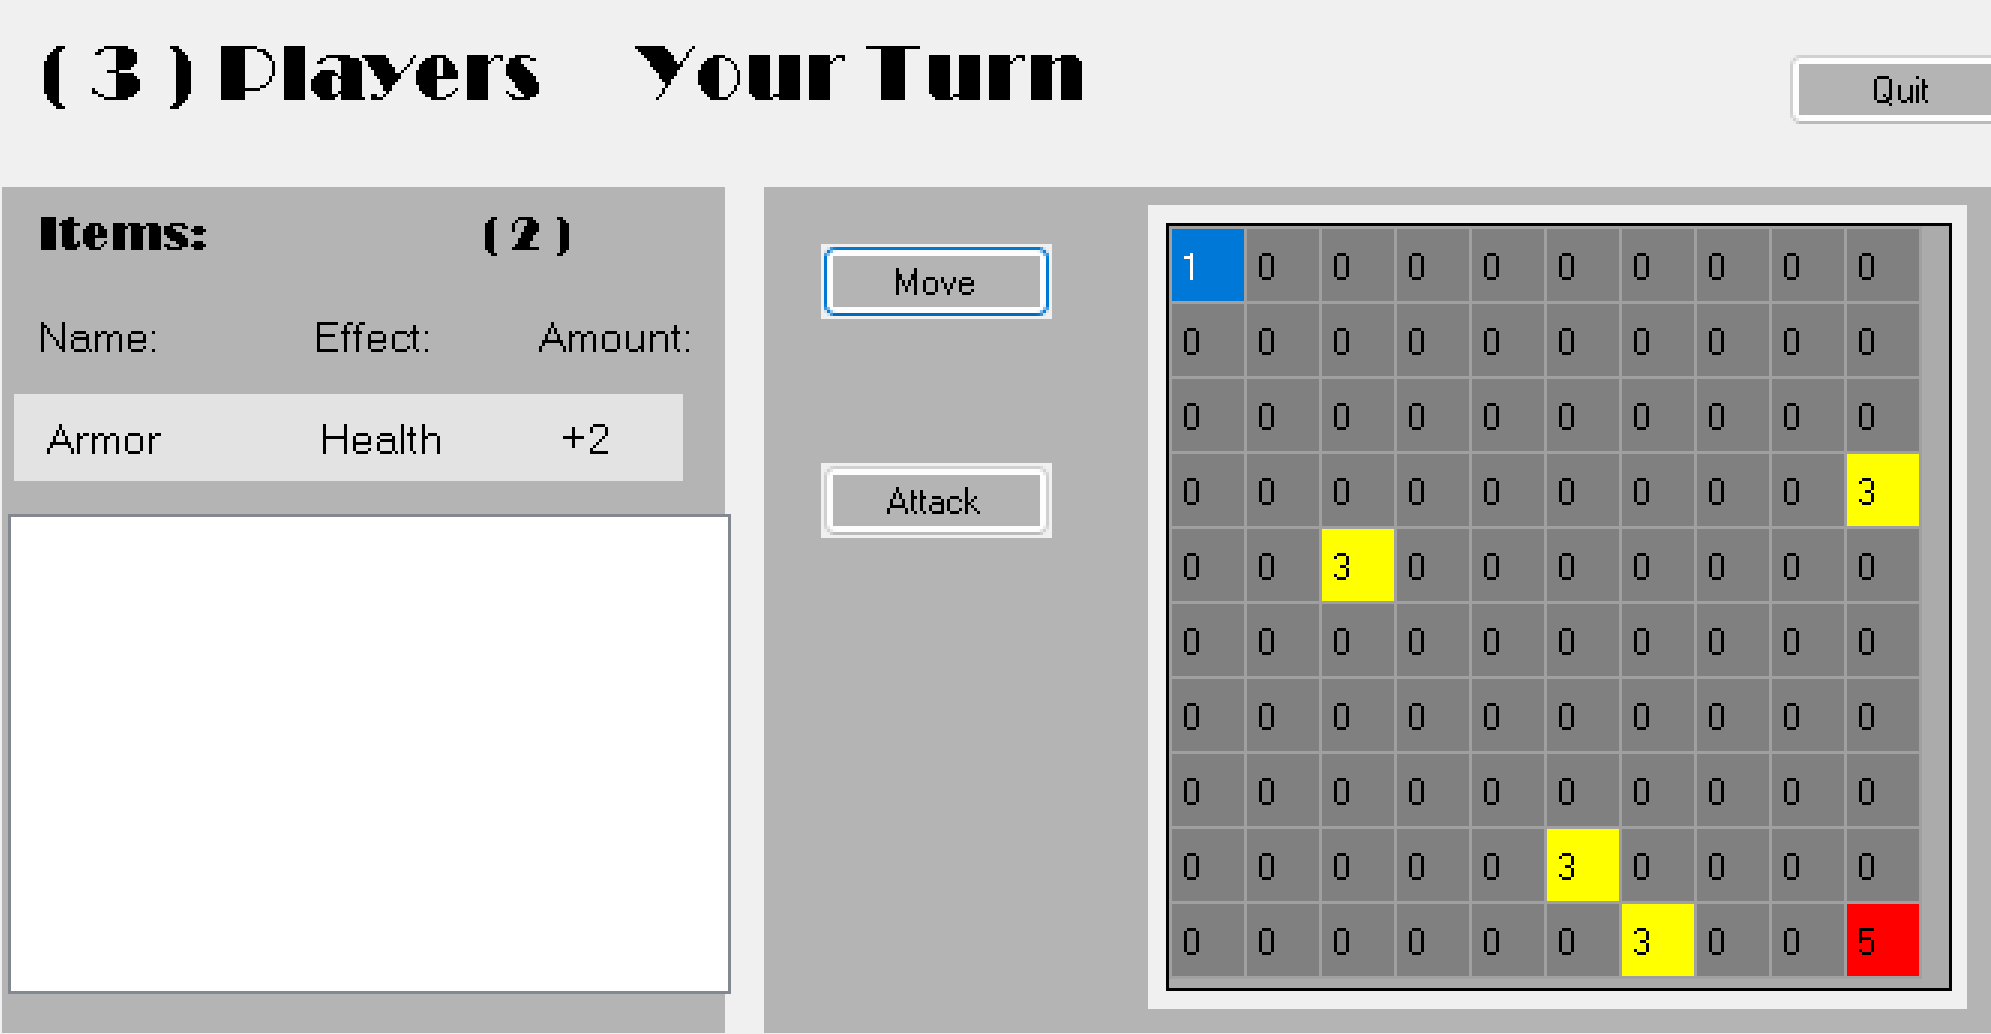 ( 3 ) Players Your Turn
Quit
Items: ( 2 )
Name: Effect: Amount:
Armor Health +2
Move
Attack
1 0 0 0 0 0 0 0 0 0
0 0 0 0 0 0 0 0 0 0
0 0 0 0 0 0 0 0 0 0
0 0 0 0 0 0 0 0 0 3
0 0 3 0 0 0 0 0 0 0
0 0 0 0 0 0 0 0 0 0
0 0 0 0 0 0 0 0 0 0
0 0 0 0 0 0 0 0 0 0
0 0 0 0 0 3 0 0 0 0
0 0 0 0 0 0 3 0 0 5